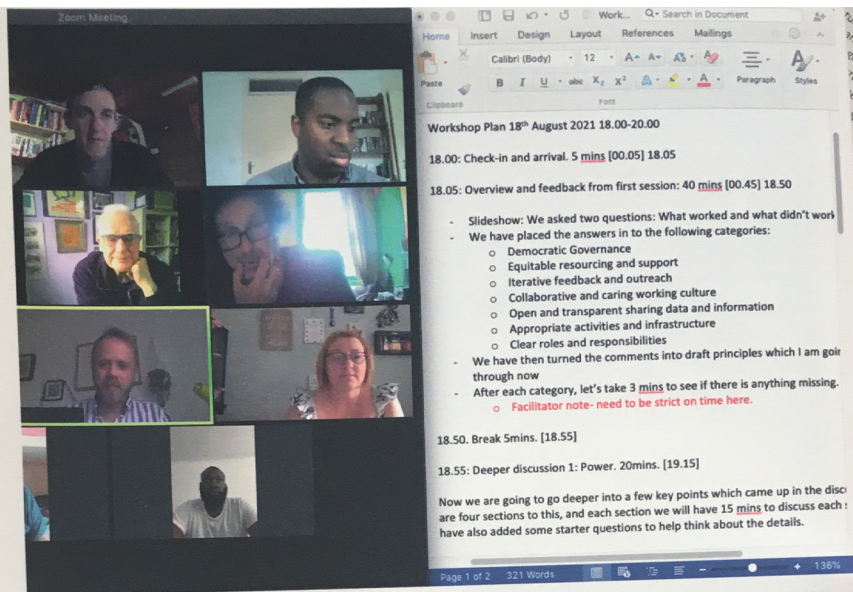 Zoom Meeting
Work...
Search in Document
Home
Insert
Design
Layout
References
Mailings
Calibri (Body)
12
A
A
Aa
Paste
B
I
U
abc
X₂
X²
A
A
Paragraph
Styles
Clipboard
Font
Workshop Plan 18th August 2021 18.00-20.00
18.00: Check-in and arrival. 5 mins [00.05] 18.05
18.05: Overview and feedback from first session: 40 mins [00.45] 18.50
- Slideshow: We asked two questions: What worked and what didn't work
- We have placed the answers in to the following categories:
o Democratic Governance
o Equitable resourcing and support
o Iterative feedback and outreach
o Collaborative and caring working culture
o Open and transparent sharing data and information
o Appropriate activities and infrastructure
o Clear roles and responsibilities
- We have then turned the comments into draft principles which I am goin
through now
- After each category, let's take 3 mins to see if there is anything missing.
o Facilitator note- need to be strict on time here.
18.50. Break 5mins. [18.55]
18.55: Deeper discussion 1: Power. 20mins. [19.15]
Now we are going to go deeper into a few key points which came up in the discu
are four sections to this, and each section we will have 15 mins to discuss each s
have also added some starter questions to help think about the details.
Page 1 of 2
321 Words
136%